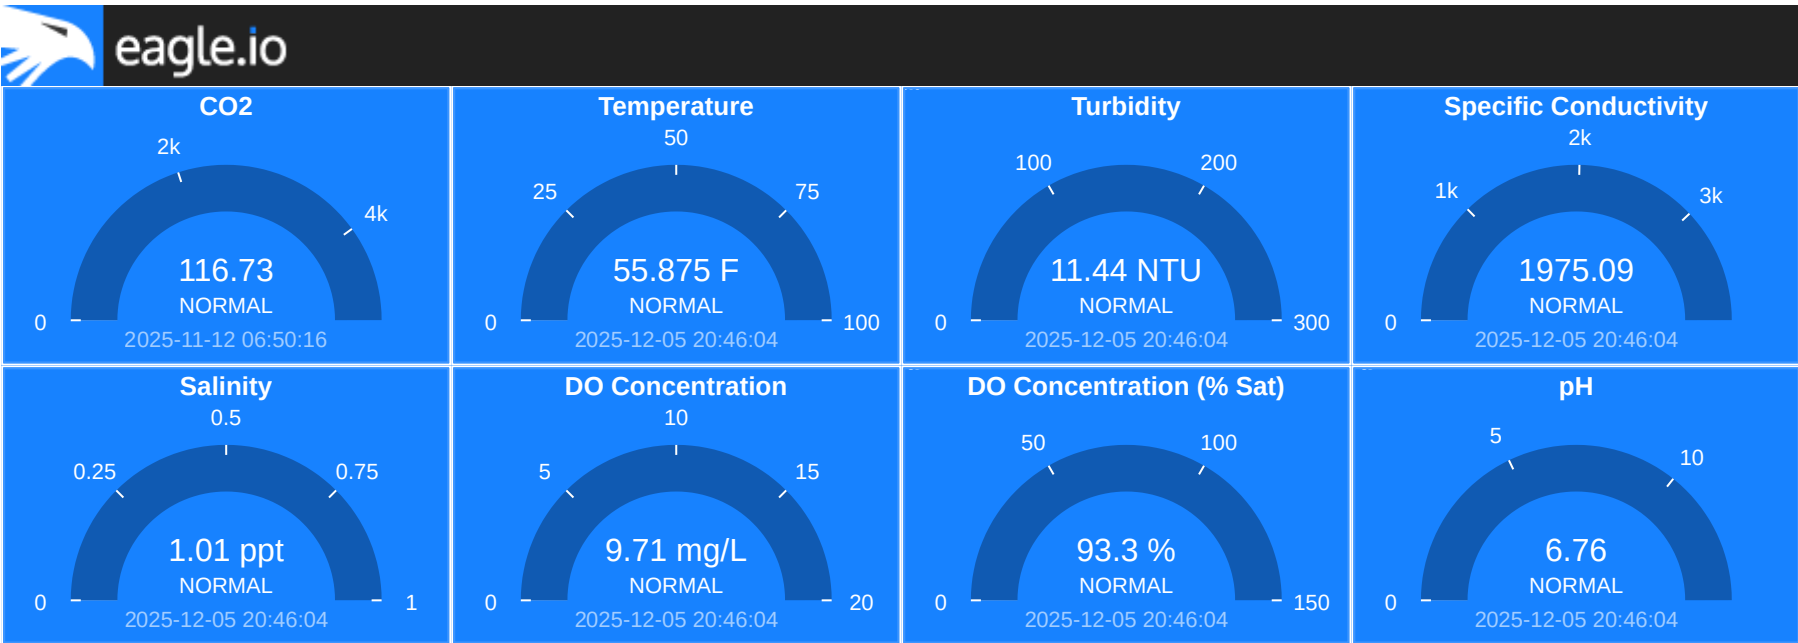 eagle.io
CO2
2k
4k
0
116.73
NORMAL
2025-11-12 06:50:16
Temperature
50
25
75
0
100
55.875 F
NORMAL
2025-12-05 20:46:04
Turbidity
100
200
0
300
11.44 NTU
NORMAL
2025-12-05 20:46:04
Specific Conductivity
2k
1k
3k
0
1975.09
NORMAL
2025-12-05 20:46:04
Salinity
0.5
0.25
0.75
0
1
1.01 ppt
NORMAL
2025-12-05 20:46:04
DO Concentration
10
5
15
0
20
9.71 mg/L
NORMAL
2025-12-05 20:46:04
DO Concentration (% Sat)
50
100
0
150
93.3 %
NORMAL
2025-12-05 20:46:04
pH
5
10
0
6.76
NORMAL
2025-12-05 20:46:04